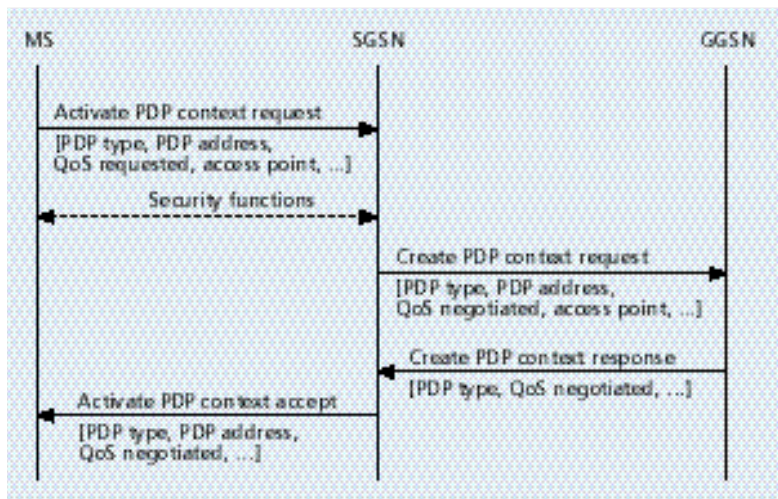 MS
SGSN
GGSN
Activate PDP context request
[PDP type, PDP address,
QoS requested, access point, ...]
Security functions
Create PDP context request
[PDP type, PDP address,
QoS negotiated, access point, ...]
Create PDP context response
[PDP type, QoS negotiated, ...]
Activate PDP context accept
[PDP type, PDP address,
QoS negotiated, ...]